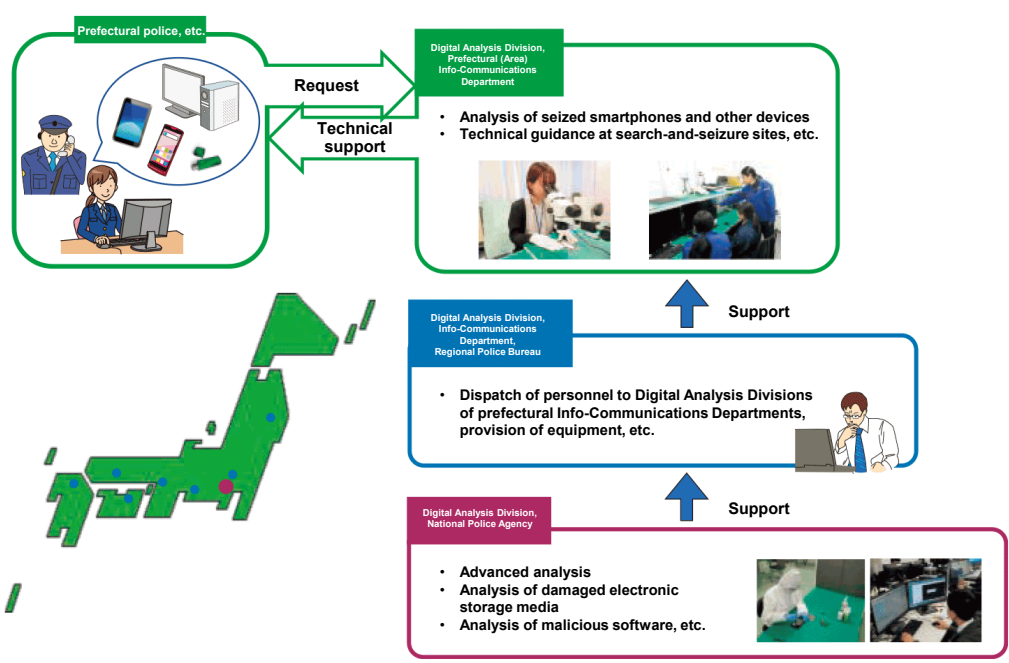 Prefectural police, etc.
Request
Technical
support
Digital Analysis Division,
Prefectural (Area)
Info-Communications
Department
• Analysis of seized smartphones and other devices
• Technical guidance at search-and-seizure sites, etc.
Support
Digital Analysis Division,
Info-Communications
Department,
Regional Police Bureau
• Dispatch of personnel to Digital Analysis Divisions
of prefectural Info-Communications Departments,
provision of equipment, etc.
Support
Digital Analysis Division,
National Police Agency
• Advanced analysis
• Analysis of damaged electronic
storage media
• Analysis of malicious software, etc.